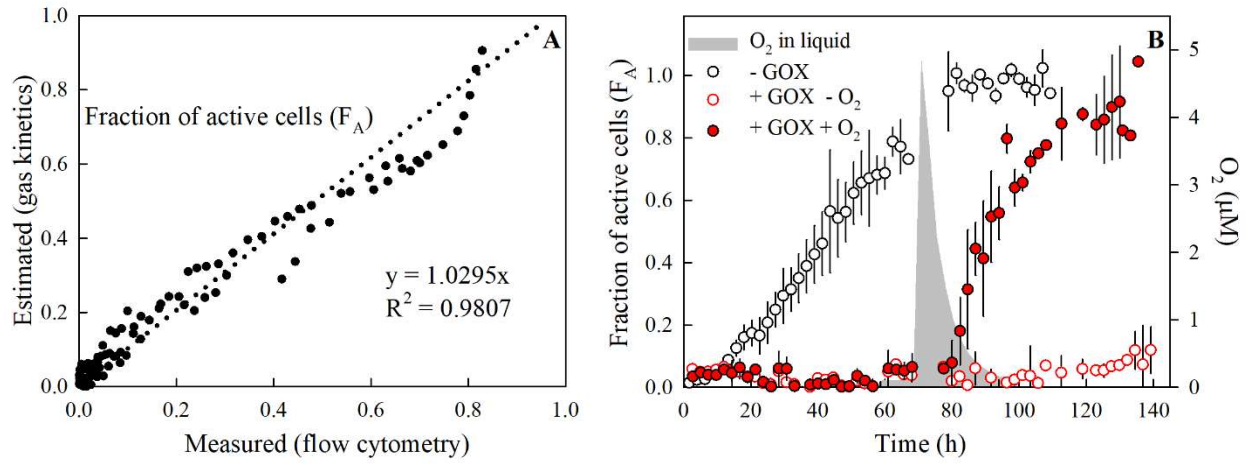 A
Fraction of active cells (F_A)
y = 1.0295x
R² = 0.9807
Estimated (gas kinetics)
1.0
0.8
0.6
0.4
0.2
0.0
0.0 0.2 0.4 0.6 0.8 1.0
Measured (flow cytometry)
B
O₂ in liquid
- GOX
+ GOX - O₂
+ GOX + O₂
Fraction of active cells (F_A)
1.0
0.8
0.6
0.4
0.2
0.0
5
4
3
2
1
0
O₂ (µM)
0 20 40 60 80 100 120 140
Time (h)